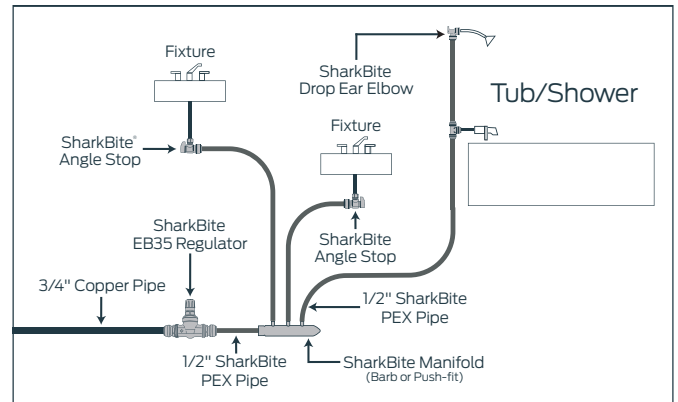 Fixture
SharkBite
Drop Ear Elbow
Tub/Shower
SharkBite®
Angle Stop
Fixture
SharkBite
EB35 Regulator
SharkBite
Angle Stop
3/4" Copper Pipe
1/2" SharkBite
PEX Pipe
1/2" SharkBite
PEX Pipe
SharkBite Manifold
(Barb or Push-fit)